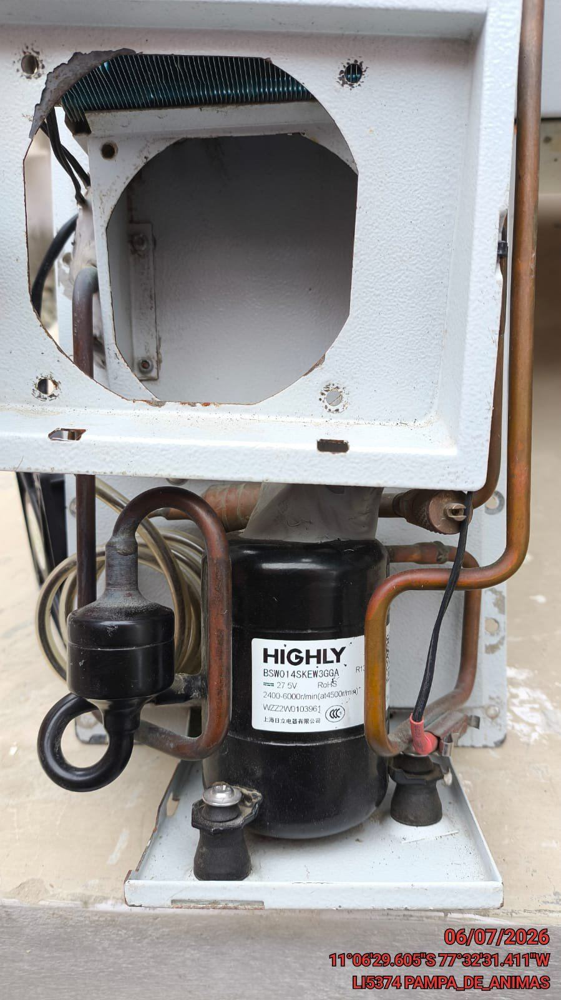 HIGHLY
BSW014SKEW3GGA R13
27.5V RoHS
2400-6000r/min(at4500r/min)
WZZ2W0103961
上海日立电器有限公司
06/07/2026
11°06'29.605"S 77°32'31.411"W
LI5374 PAMPA_DE_ANIMAS